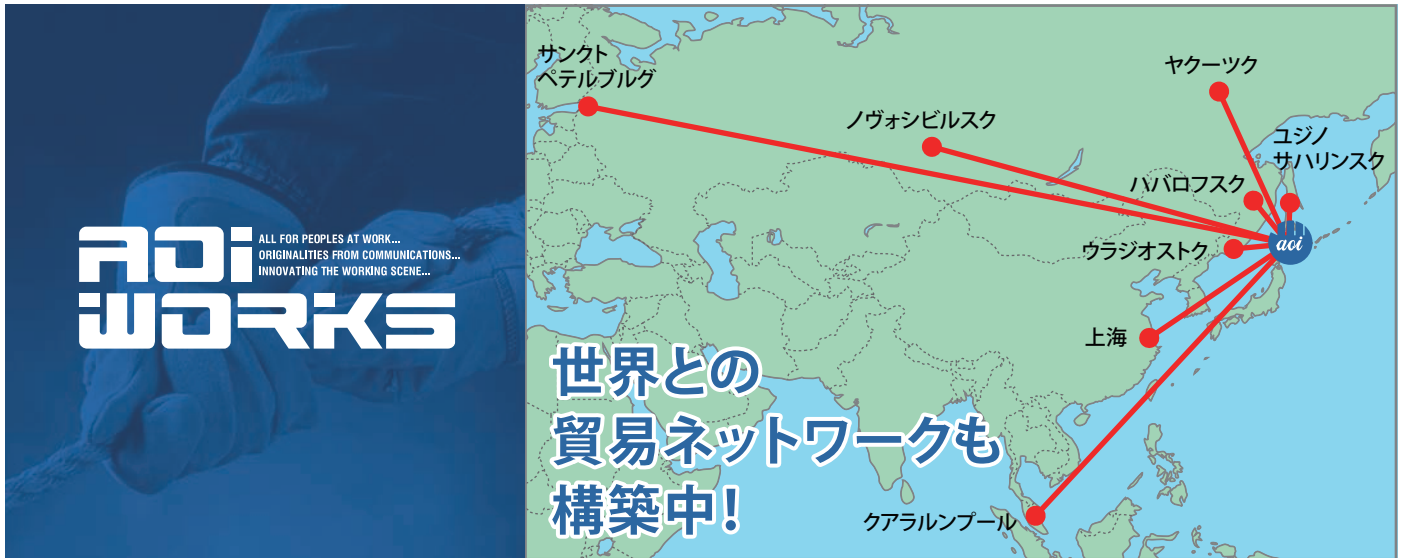 AOi
ALL FOR PEOPLES AT WORK...
ORIGINALITIES FROM COMMUNICATIONS...
INNOVATING THE WORKING SCENE...
WORKS
サンクト
ペテルブルグ
ノヴォシビルスク
ヤクーツク
ユジノ
サハリンスク
ハバロフスク
ウラジオストク
aoi
上海
クアラルンプール
世界との
貿易ネットワークも
構築中!